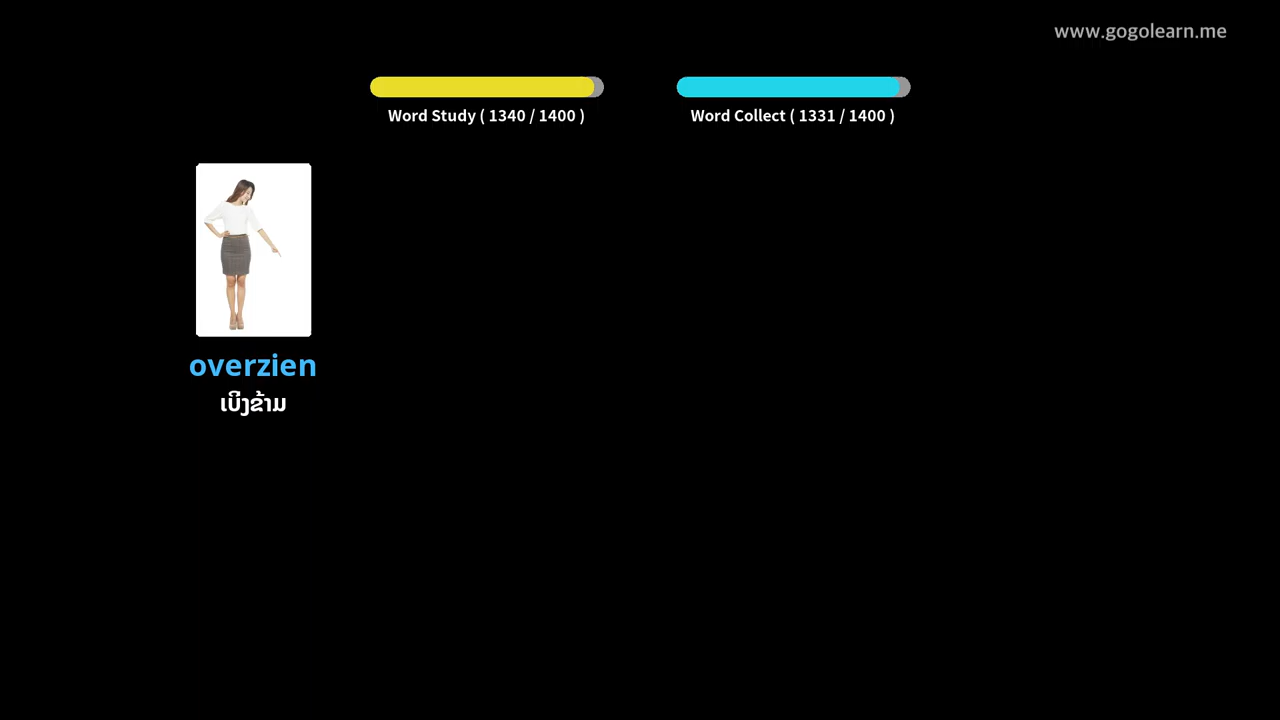 www.gogolearn.me
Word Study ( 1340 / 1400 )
Word Collect ( 1331 / 1400 )
overzien
ເບິ່ງຂ້າມ